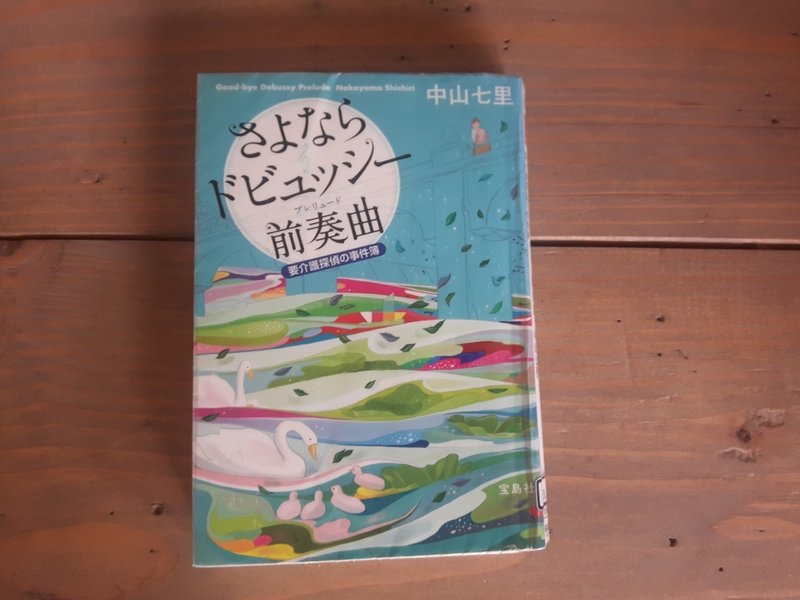 Good-bye Debussy Prelude Nakayama Shichiri
中山七里
さよなら
ドビュッシー
プレリュード
前奏曲
要介護探偵の事件簿
宝島社